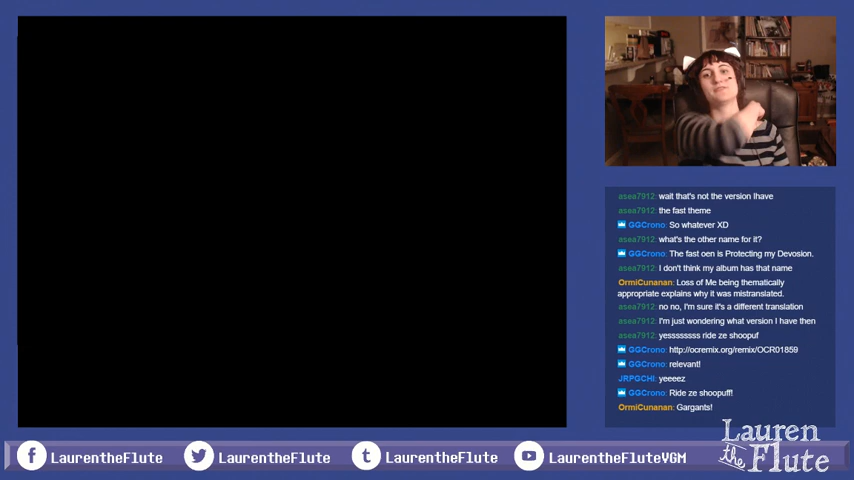 asea7912: wait that's not the version Ihave
asea7912: the fast theme
GGCrono: So whatever XD
asea7912: what's the other name for it?
GGCrono: The fast oen is Protecting my Devosion.
asea7912: I don't think my album has that name
OrmiCunanan: Loss of Me being thematically
appropriate explains why it was mistranslated.
asea7912: no no, I'm sure it's a different translation
asea7912: I'm just wondering what version I have then
asea7912: yesssssssss ride ze shoopuf
GGCrono: http://ocremix.org/remix/OCR01859
GGCrono: relevant!
JRPGCHI: yeeeez
GGCrono: Ride ze shoopuff!
OrmiCunanan: Gargants!
Lauren
the Flute
f LaurentheFlute
LaurentheFlute
t LaurentheFlute
LaurentheFluteVGM